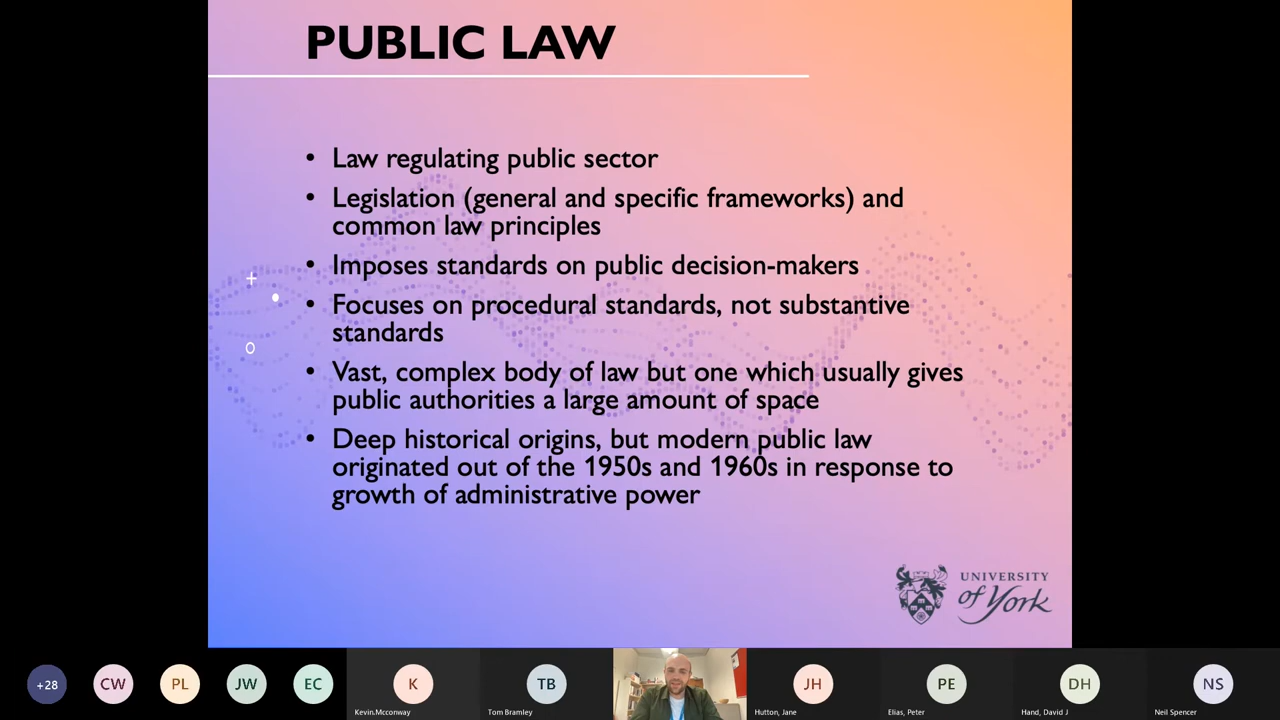 PUBLIC LAW
• Law regulating public sector
• Legislation (general and specific frameworks) and
common law principles
• Imposes standards on public decision-makers
• Focuses on procedural standards, not substantive
standards
• Vast, complex body of law but one which usually gives
public authorities a large amount of space
• Deep historical origins, but modern public law
originated out of the 1950s and 1960s in response to
growth of administrative power
UNIVERSITY
of York
+28
CW
PL
JW
EC
K
Kevin.Mcconway
TB
Tom Bramley
JH
Hutton, Jane
PE
Elias, Peter
DH
Hand, David J
NS
Neil Spencer